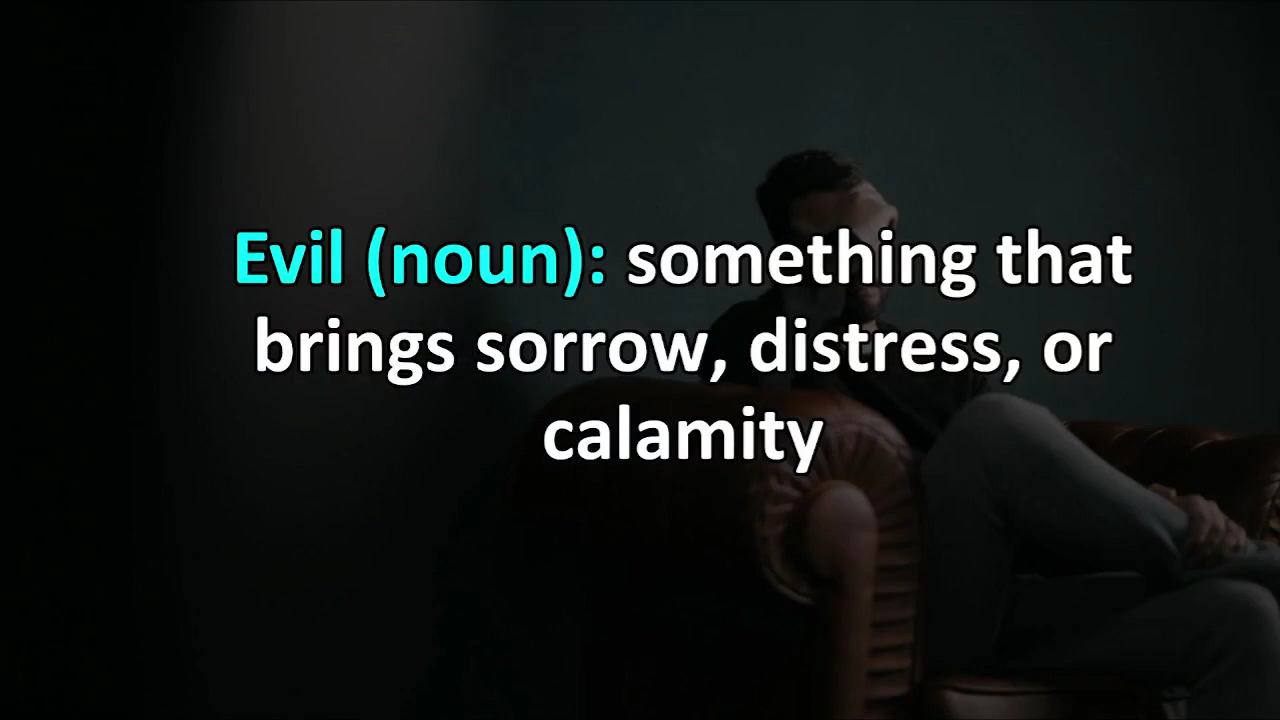 Evil (noun): something that
brings sorrow, distress, or
calamity